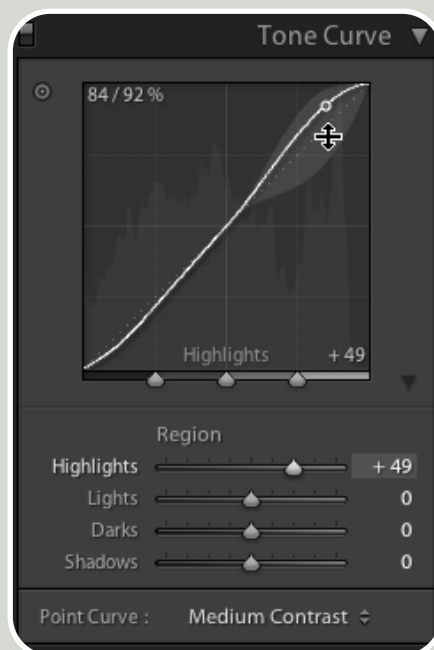 Tone Curve
84 / 92 %
Highlights + 49
Region
Highlights + 49
Lights 0
Darks 0
Shadows 0
Point Curve : Medium Contrast